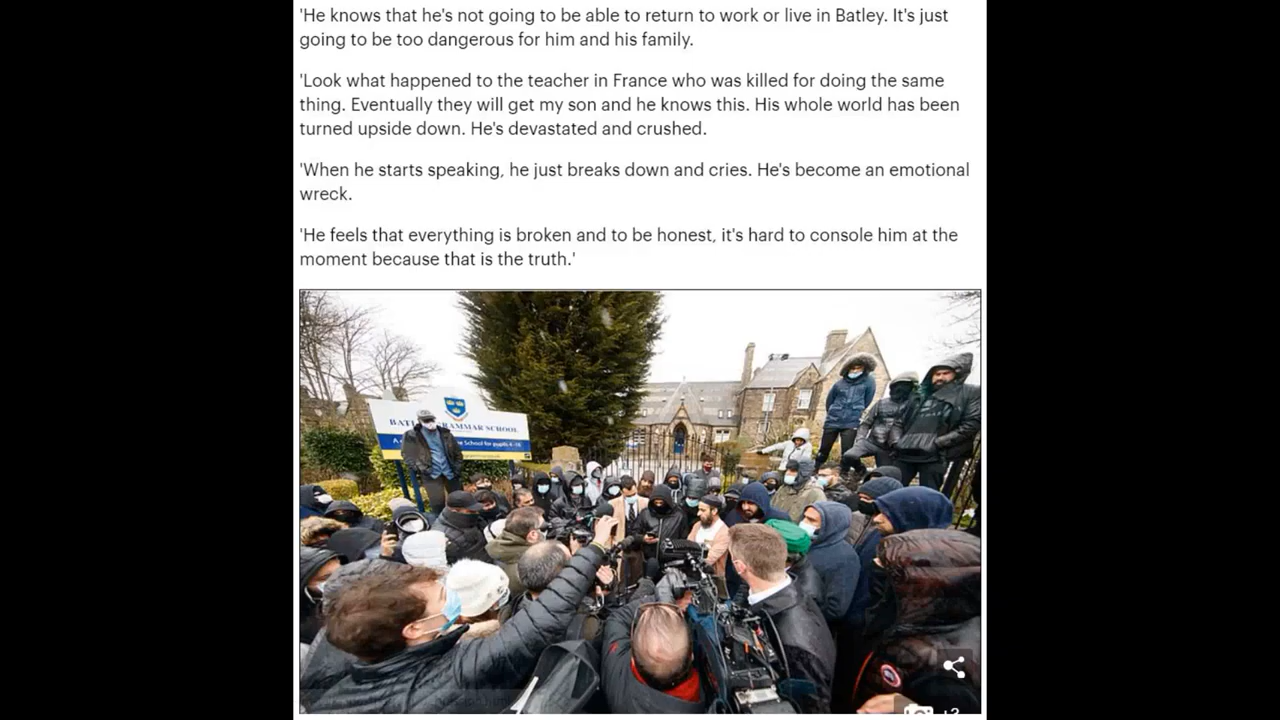 'He knows that he's not going to be able to return to work or live in Batley. It's just
going to be too dangerous for him and his family.
'Look what happened to the teacher in France who was killed for doing the same
thing. Eventually they will get my son and he knows this. His whole world has been
turned upside down. He's devastated and crushed.
'When he starts speaking, he just breaks down and cries. He's become an emotional
wreck.
'He feels that everything is broken and to be honest, it's hard to console him at the
moment because that is the truth.'
GRAMMAR SCHOOL
School for pupils